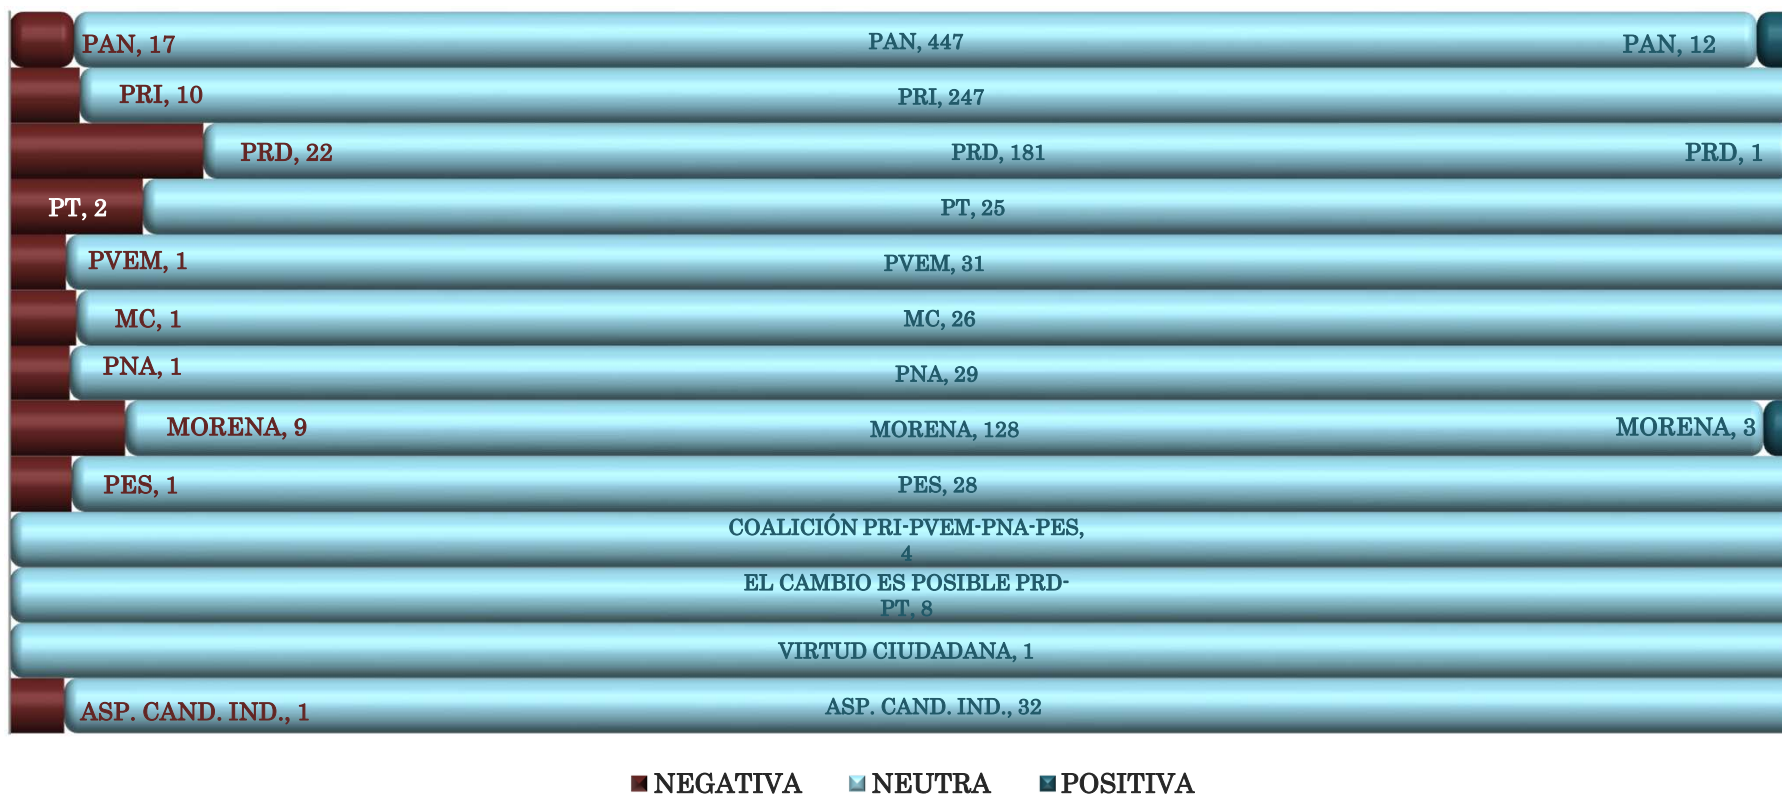 PAN, 17 PAN, 447 PAN, 12
PRI, 10 PRI, 247
PRD, 22 PRD, 181 PRD, 1
PT, 2 PT, 25
PVEM, 1 PVEM, 31
MC, 1 MC, 26
PNA, 1 PNA, 29
MORENA, 9 MORENA, 128 MORENA, 3
PES, 1 PES, 28
COALICIÓN PRI-PVEM-PNA-PES,
4
EL CAMBIO ES POSIBLE PRD-
PT, 8
VIRTUD CIUDADANA, 1
ASP. CAND. IND., 1 ASP. CAND. IND., 32
NEGATIVA NEUTRA POSITIVA